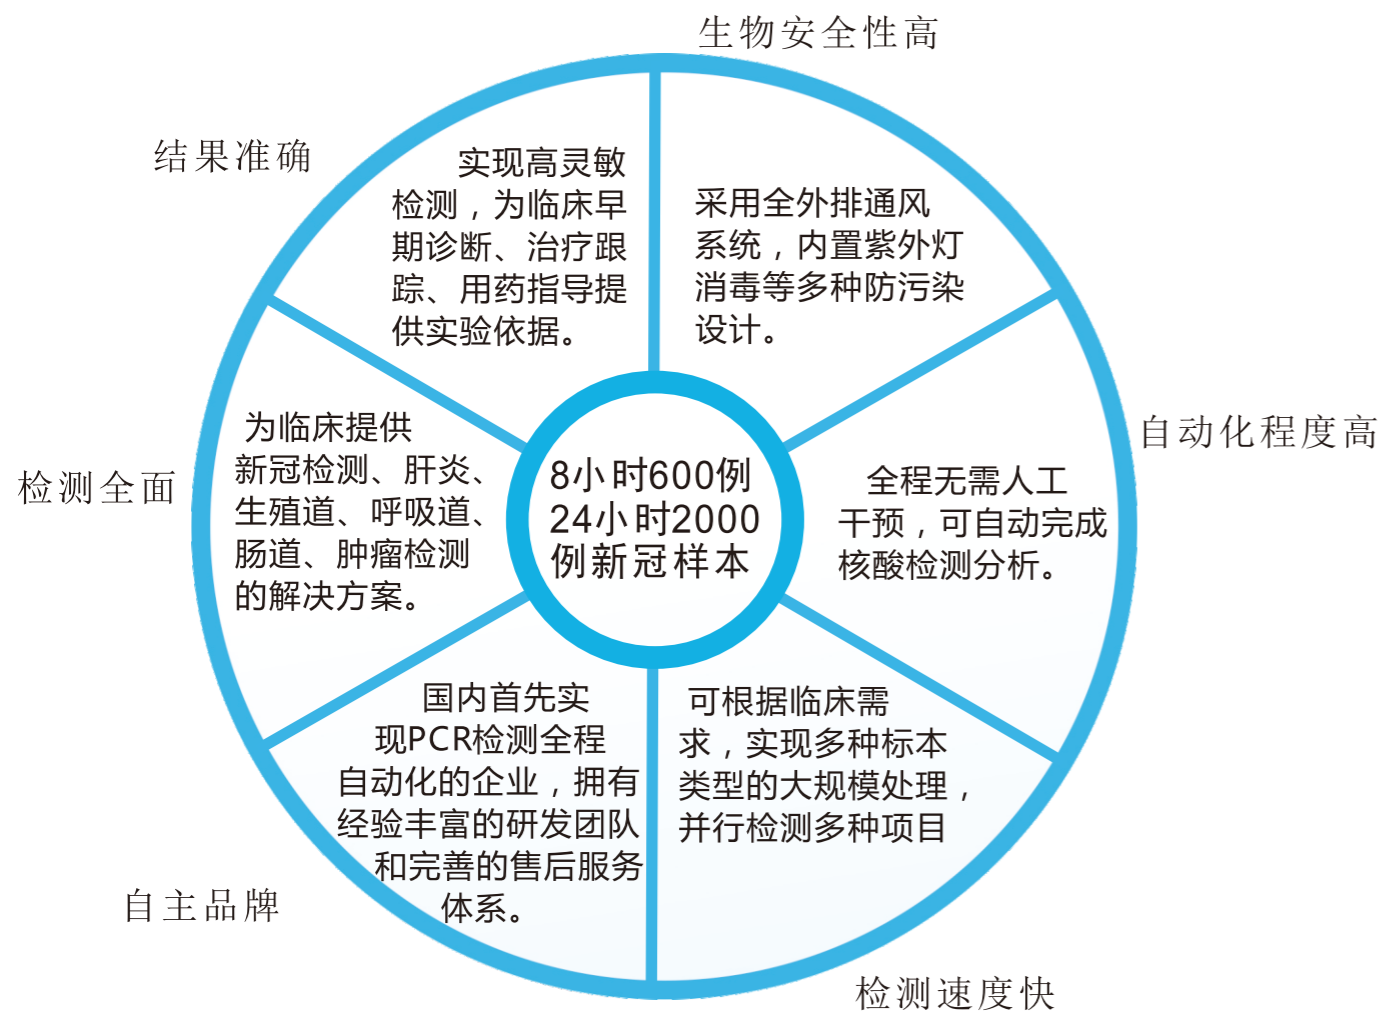 生物安全性高
采用全外排通风
系统，内置紫外灯
消毒等多种防污染
设计。
自动化程度高
全程无需人工
干预，可自动完成
核酸检测分析。
检测速度快
可根据临床需
求，实现多种标本
类型的大规模处理，
并行检测多种项目
自主品牌
国内首先实
现PCR检测全程
自动化的企业，拥有
经验丰富的研发团队
和完善的售后服务
体系。
检测全面
为临床提供
新冠检测、肝炎、
生殖道、呼吸道、
肠道、肿瘤检测
的解决方案。
结果准确
实现高灵敏
检测，为临床早
期诊断、治疗跟
踪、用药指导提
供实验依据。
8小时600例
24小时2000
例新冠样本